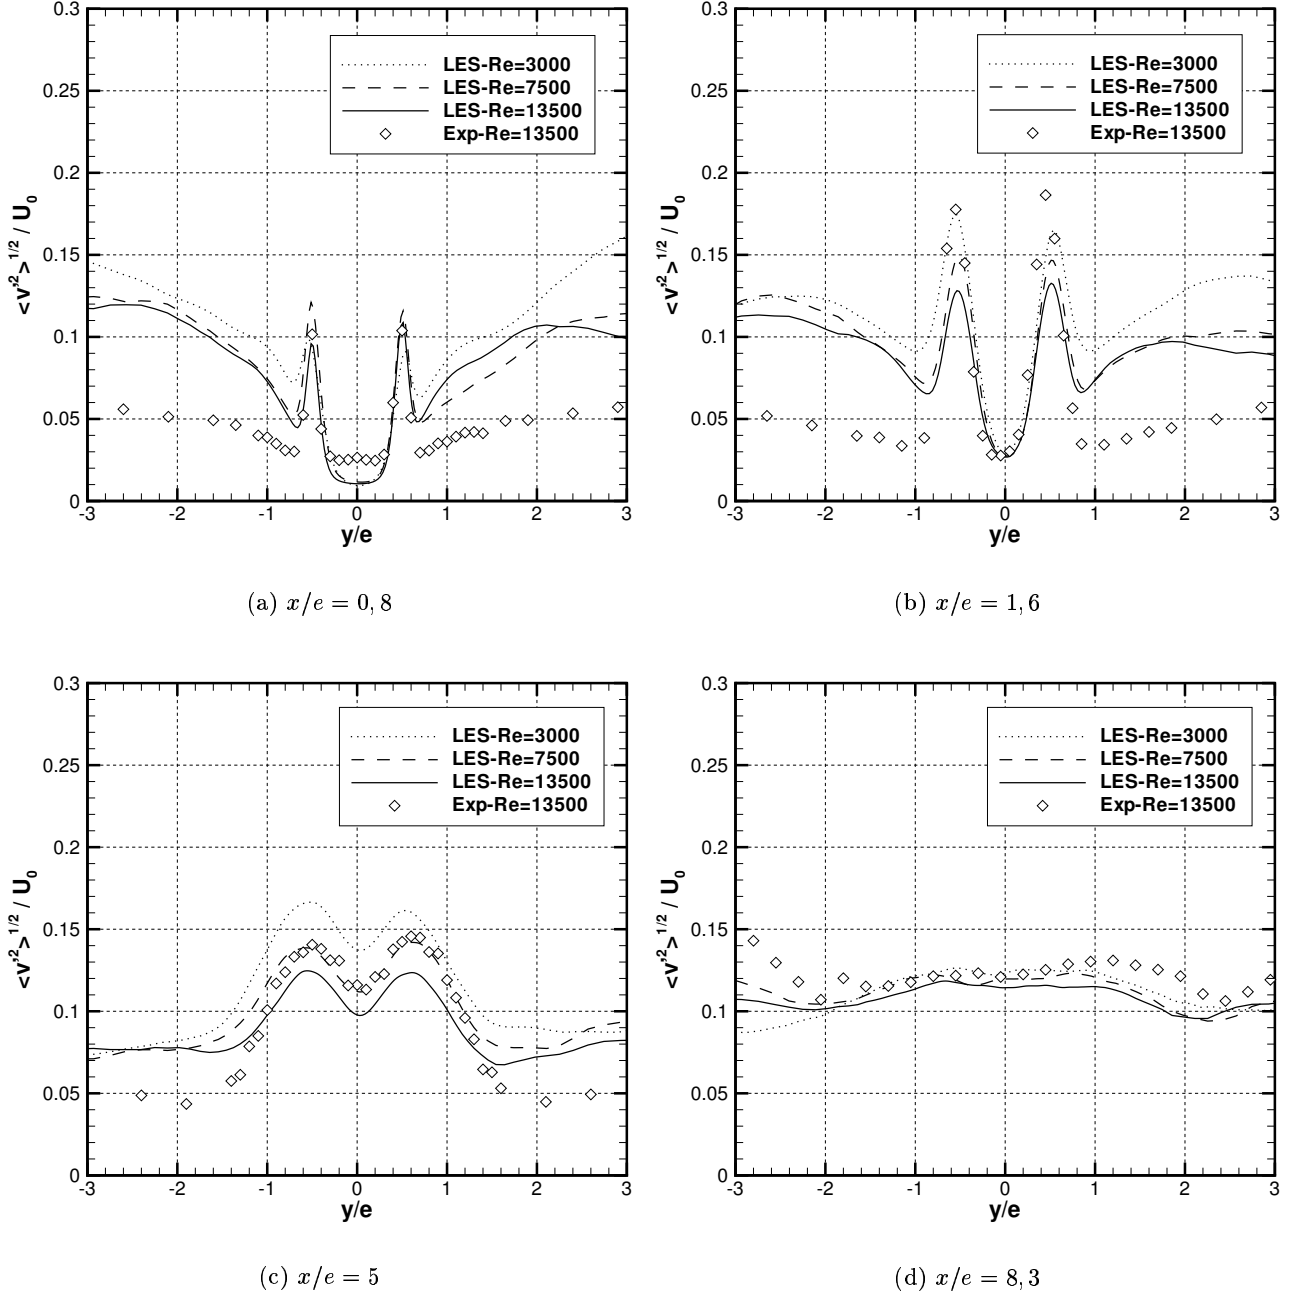 0.3
0.25
0.2
0.15
0.1
0.05
0
<v'²>^1/2 / U₀
LES-Re=3000
LES-Re=7500
LES-Re=13500
Exp-Re=13500
-3 -2 -1 0 1 2 3
y/e
(a) x/e = 0,8
0.3
0.25
0.2
0.15
0.1
0.05
0
<v'²>^1/2 / U₀
LES-Re=3000
LES-Re=7500
LES-Re=13500
Exp-Re=13500
-3 -2 -1 0 1 2 3
y/e
(b) x/e = 1,6
0.3
0.25
0.2
0.15
0.1
0.05
0
<v'²>^1/2 / U₀
LES-Re=3000
LES-Re=7500
LES-Re=13500
Exp-Re=13500
-3 -2 -1 0 1 2 3
y/e
(c) x/e = 5
0.3
0.25
0.2
0.15
0.1
0.05
0
<v'²>^1/2 / U₀
LES-Re=3000
LES-Re=7500
LES-Re=13500
Exp-Re=13500
-3 -2 -1 0 1 2 3
y/e
(d) x/e = 8,3